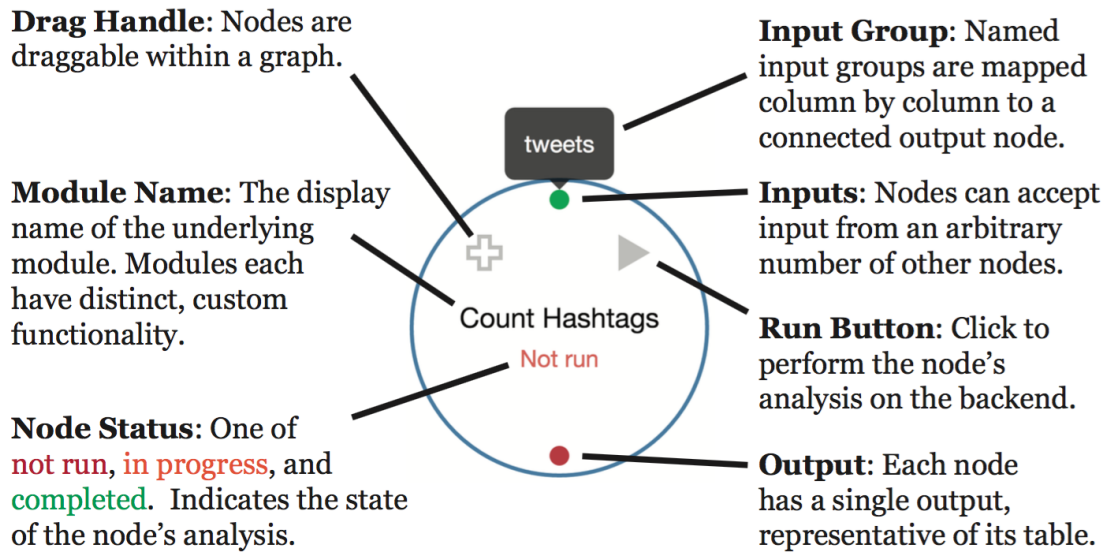 Drag Handle: Nodes are
draggable within a graph.
Module Name: The display
name of the underlying
module. Modules each
have distinct, custom
functionality.
Node Status: One of
not run, in progress, and
completed.  Indicates the state
of the node's analysis.
tweets
Count Hashtags
Not run
Input Group: Named
input groups are mapped
column by column to a
connected output node.
Inputs: Nodes can accept
input from an arbitrary
number of other nodes.
Run Button: Click to
perform the node's
analysis on the backend.
Output: Each node
has a single output,
representative of its table.